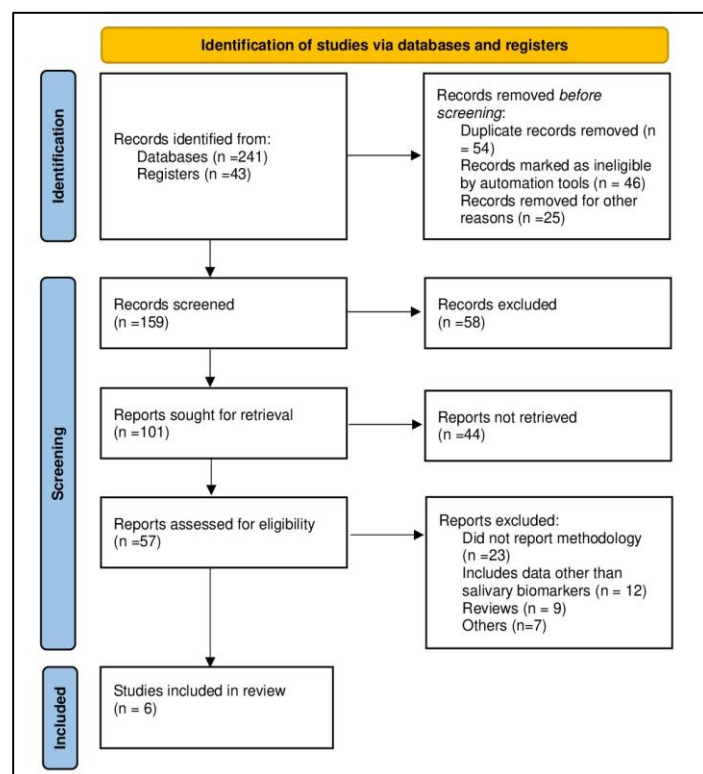 Identification of studies via databases and registers
Identification
Records identified from:
Databases (n =241)
Registers (n =43)
Records removed before
screening:
Duplicate records removed (n
= 54)
Records marked as ineligible
by automation tools (n = 46)
Records removed for other
reasons (n =25)
Screening
Records screened
(n =159)
Records excluded
(n =58)
Reports sought for retrieval
(n =101)
Reports not retrieved
(n =44)
Reports assessed for eligibility
(n =57)
Reports excluded:
Did not report methodology
(n =23)
Includes data other than
salivary biomarkers (n = 12)
Reviews (n = 9)
Others (n=7)
Included
Studies included in review
(n = 6)